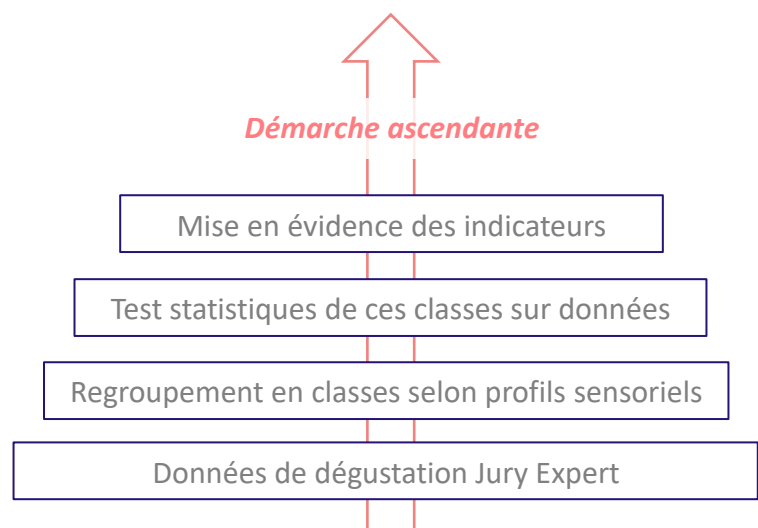 Démarche ascendante
Mise en évidence des indicateurs
Test statistiques de ces classes sur données
Regroupement en classes selon profils sensoriels
Données de dégustation Jury Expert